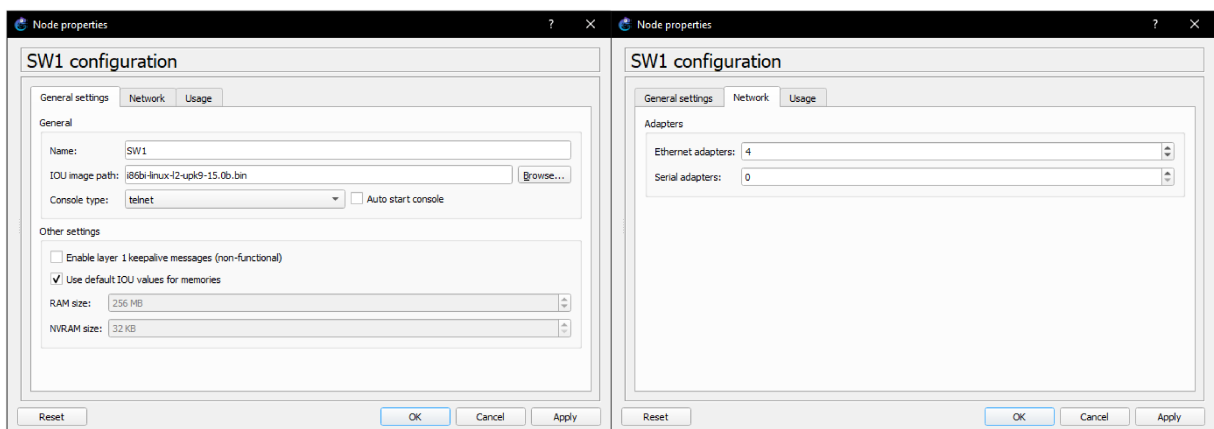 Node properties ? ×
SW1 configuration
General settings Network Usage
General
Name: SW1
IOU image path: i86bi-linux-l2-upk9-15.0b.bin Browse...
Console type: telnet Auto start console
Other settings
Enable layer 1 keepalive messages (non-functional)
Use default IOU values for memories
RAM size: 256 MB
NVRAM size: 32 KB
Reset OK Cancel Apply
Node properties ? ×
SW1 configuration
General settings Network Usage
Adapters
Ethernet adapters: 4
Serial adapters: 0
Reset OK Cancel Apply